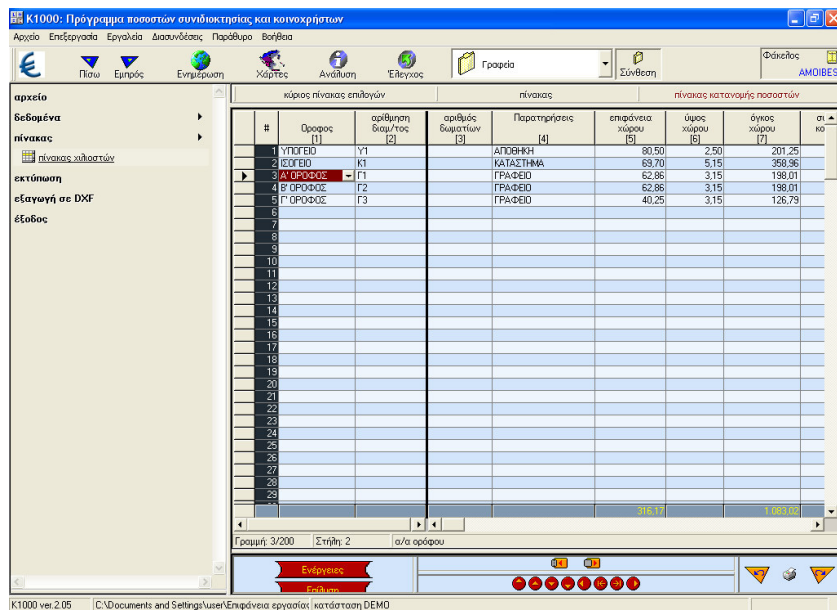 K1000: Πρόγραμμα ποσοστών συνιδιοκτησίας και κοινοχρήστων
Αρχείο Επεξεργασία Εργαλεία Διασυνδέσεις Παράθυρο Βοήθεια
Πίσω Εμπρός Ενημέρωση Χάρτες Ανάλυση Έλεγχος Γραφεία Σύνθεση Φάκελος
ΑΜΟΙΒΕΣ
αρχείο
δεδομένα
πίνακας
πίνακας χιλιοστών
εκτύπωση
εξαγωγή σε DXF
έξοδος
κύριος πίνακας επιλογών πίνακας πίνακας κατανομής ποσοστών
# Οροφος [1] αρίθμηση διαμ/τος [2] αριθμός δωματίων [3] Παρατηρήσεις [4] επιφάνεια χώρου [5] ύψος χώρου [6] όγκος χώρου [7]
1 ΥΠΟΓΕΙΟ Υ1 ΑΠΟΘΗΚΗ 80,50 2,50 201,25
2 ΙΣΟΓΕΙΟ Κ1 ΚΑΤΑΣΤΗΜΑ 69,70 5,15 358,96
3 Α' ΟΡΟΦΟΣ Γ1 ΓΡΑΦΕΙΟ 62,86 3,15 198,01
4 Β' ΟΡΟΦΟΣ Γ2 ΓΡΑΦΕΙΟ 62,86 3,15 198,01
5 Γ' ΟΡΟΦΟΣ Γ3 ΓΡΑΦΕΙΟ 40,25 3,15 126,79
6
7
8
9
10
11
12
13
14
15
16
17
18
19
20
21
22
23
24
25
26
27
28
29
316,17 1.083,02
Γραμμή: 3/200 Στήλη: 2 α/α ορόφου
Ενέργειες
Επίλυση
K1000 ver.2.05 C:\Documents and Settings\user\Επιφάνεια εργασίας κατάσταση DEMO